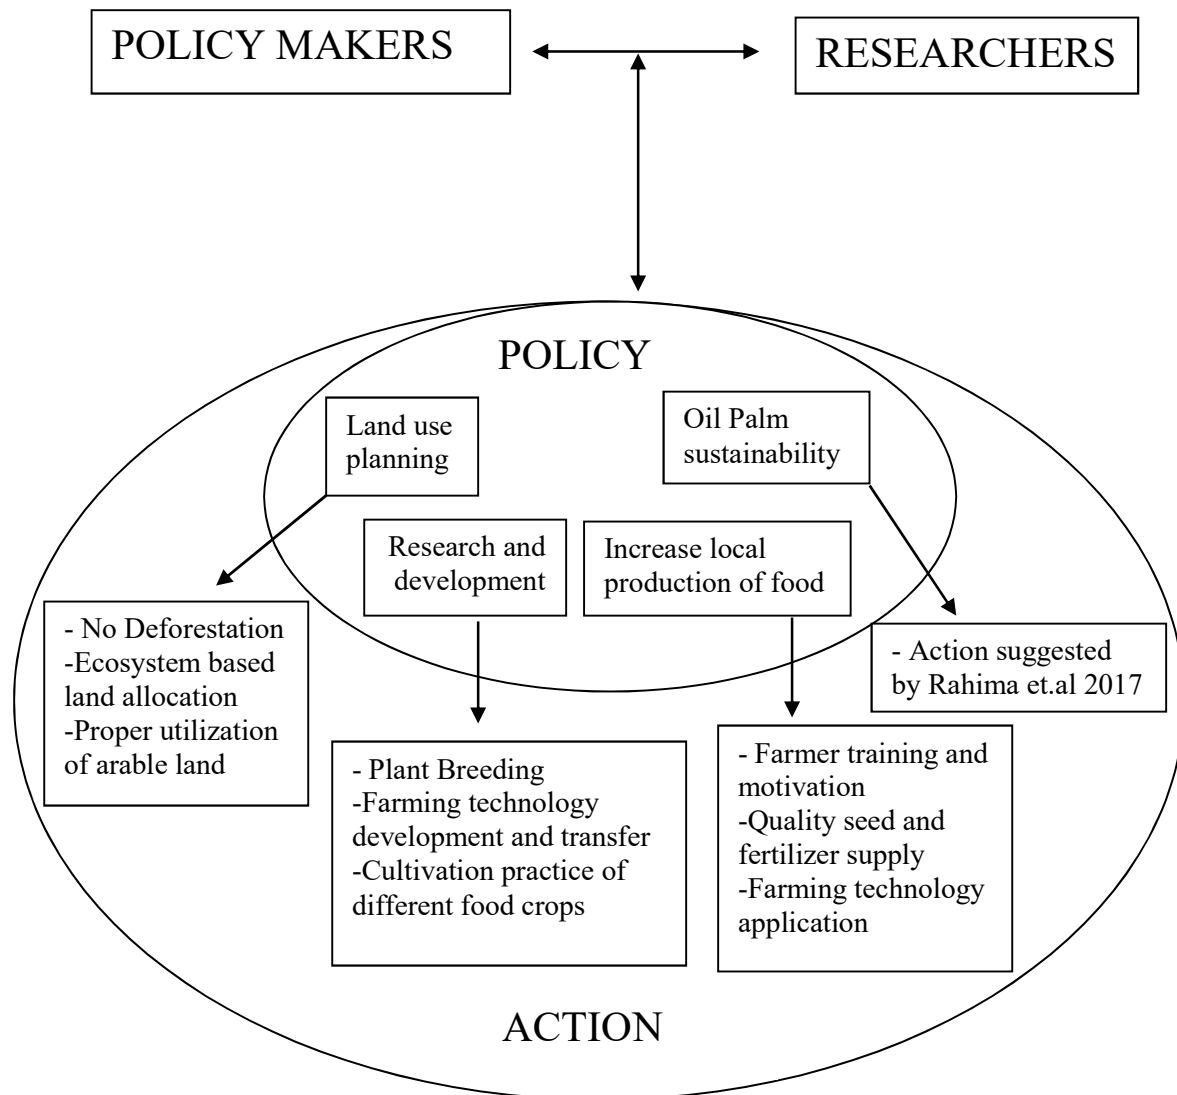 POLICY MAKERS
RESEARCHERS
POLICY
Land use
planning
Oil Palm
sustainability
Research and
development
Increase local
production of food
- No Deforestation
-Ecosystem based
land allocation
-Proper utilization
of arable land
- Action suggested
by Rahima et.al 2017
- Plant Breeding
-Farming technology
development and transfer
-Cultivation practice of
different food crops
- Farmer training and
motivation
-Quality seed and
fertilizer supply
-Farming technology
application
ACTION